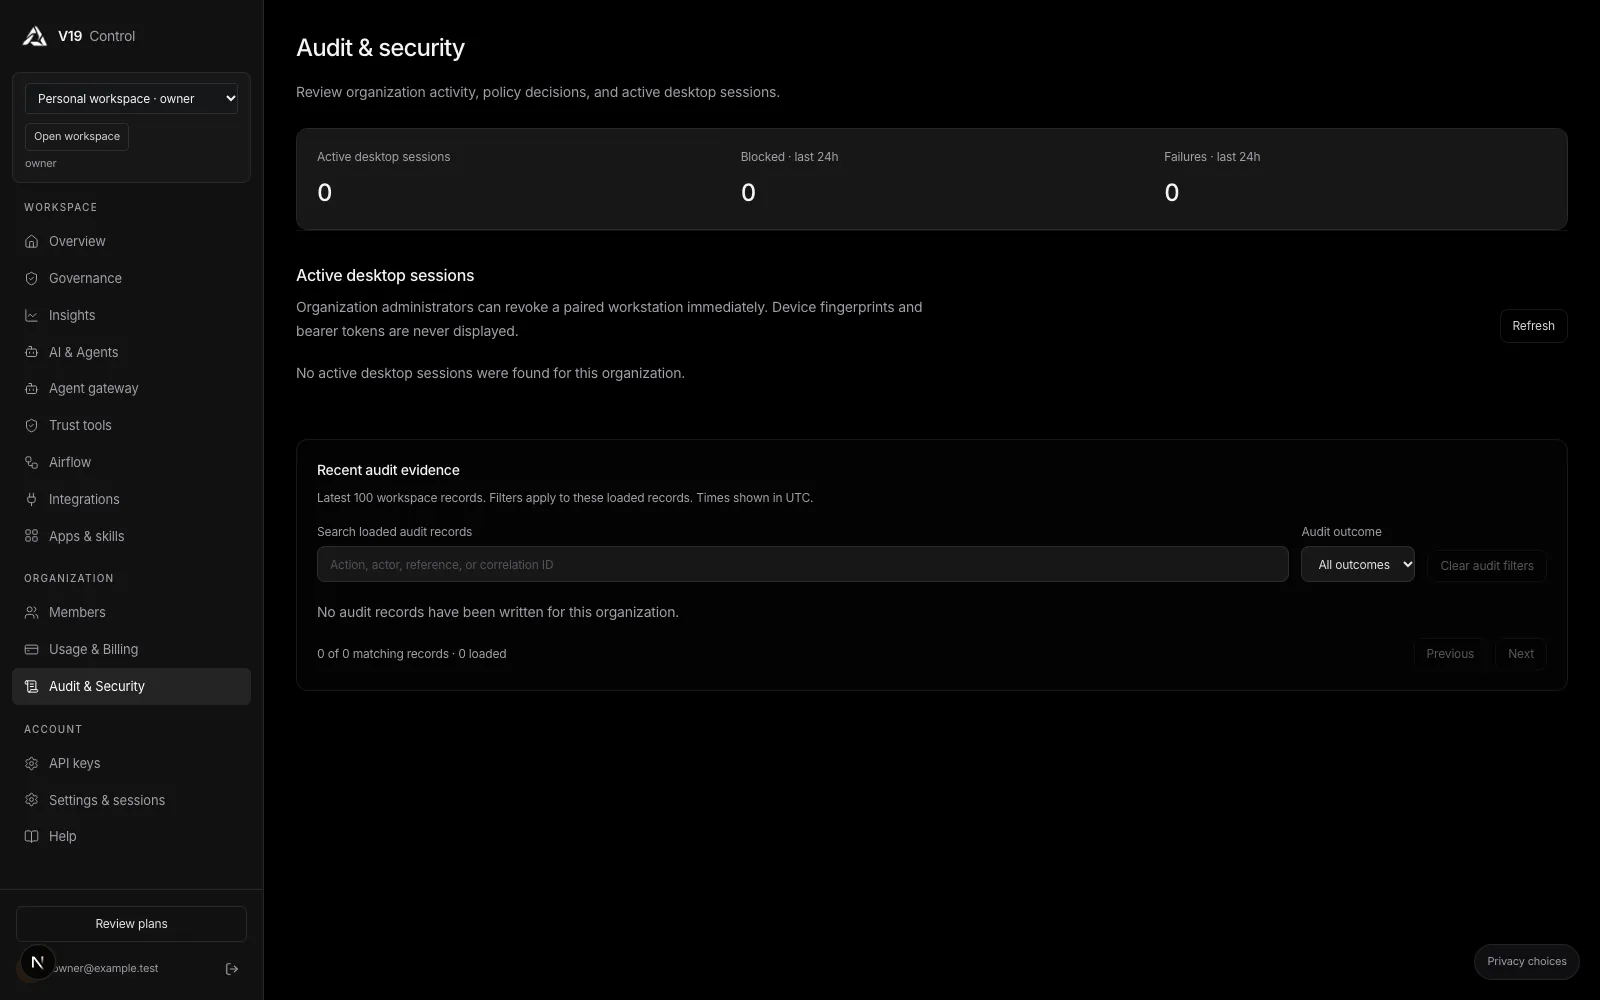 V19 Control
Personal workspace · owner
Open workspace
owner
WORKSPACE
Overview
Governance
Insights
AI & Agents
Agent gateway
Trust tools
Airflow
Integrations
Apps & skills
ORGANIZATION
Members
Usage & Billing
Audit & Security
ACCOUNT
API keys
Settings & sessions
Help
Review plans
N
owner@example.test
Audit & security
Review organization activity, policy decisions, and active desktop sessions.
Active desktop sessions
0
Blocked · last 24h
0
Failures · last 24h
0
Active desktop sessions
Organization administrators can revoke a paired workstation immediately. Device fingerprints and
bearer tokens are never displayed.
Refresh
No active desktop sessions were found for this organization.
Recent audit evidence
Latest 100 workspace records. Filters apply to these loaded records. Times shown in UTC.
Search loaded audit records
Action, actor, reference, or correlation ID
Audit outcome
All outcomes
Clear audit filters
No audit records have been written for this organization.
0 of 0 matching records · 0 loaded
Previous
Next
Privacy choices